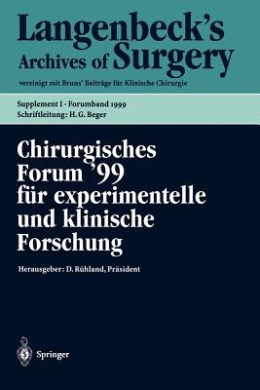 Langenbeck's
Archives of Surgery
vereinigt mit Bruns' Beiträge für Klinische Chirurgie
Supplement I · Forumband 1999
Schriftleitung: H. G. Beger
Chirurgisches
Forum '99
für experimentelle
und klinische
Forschung
Herausgeber: D. Rühland, Präsident
Springer